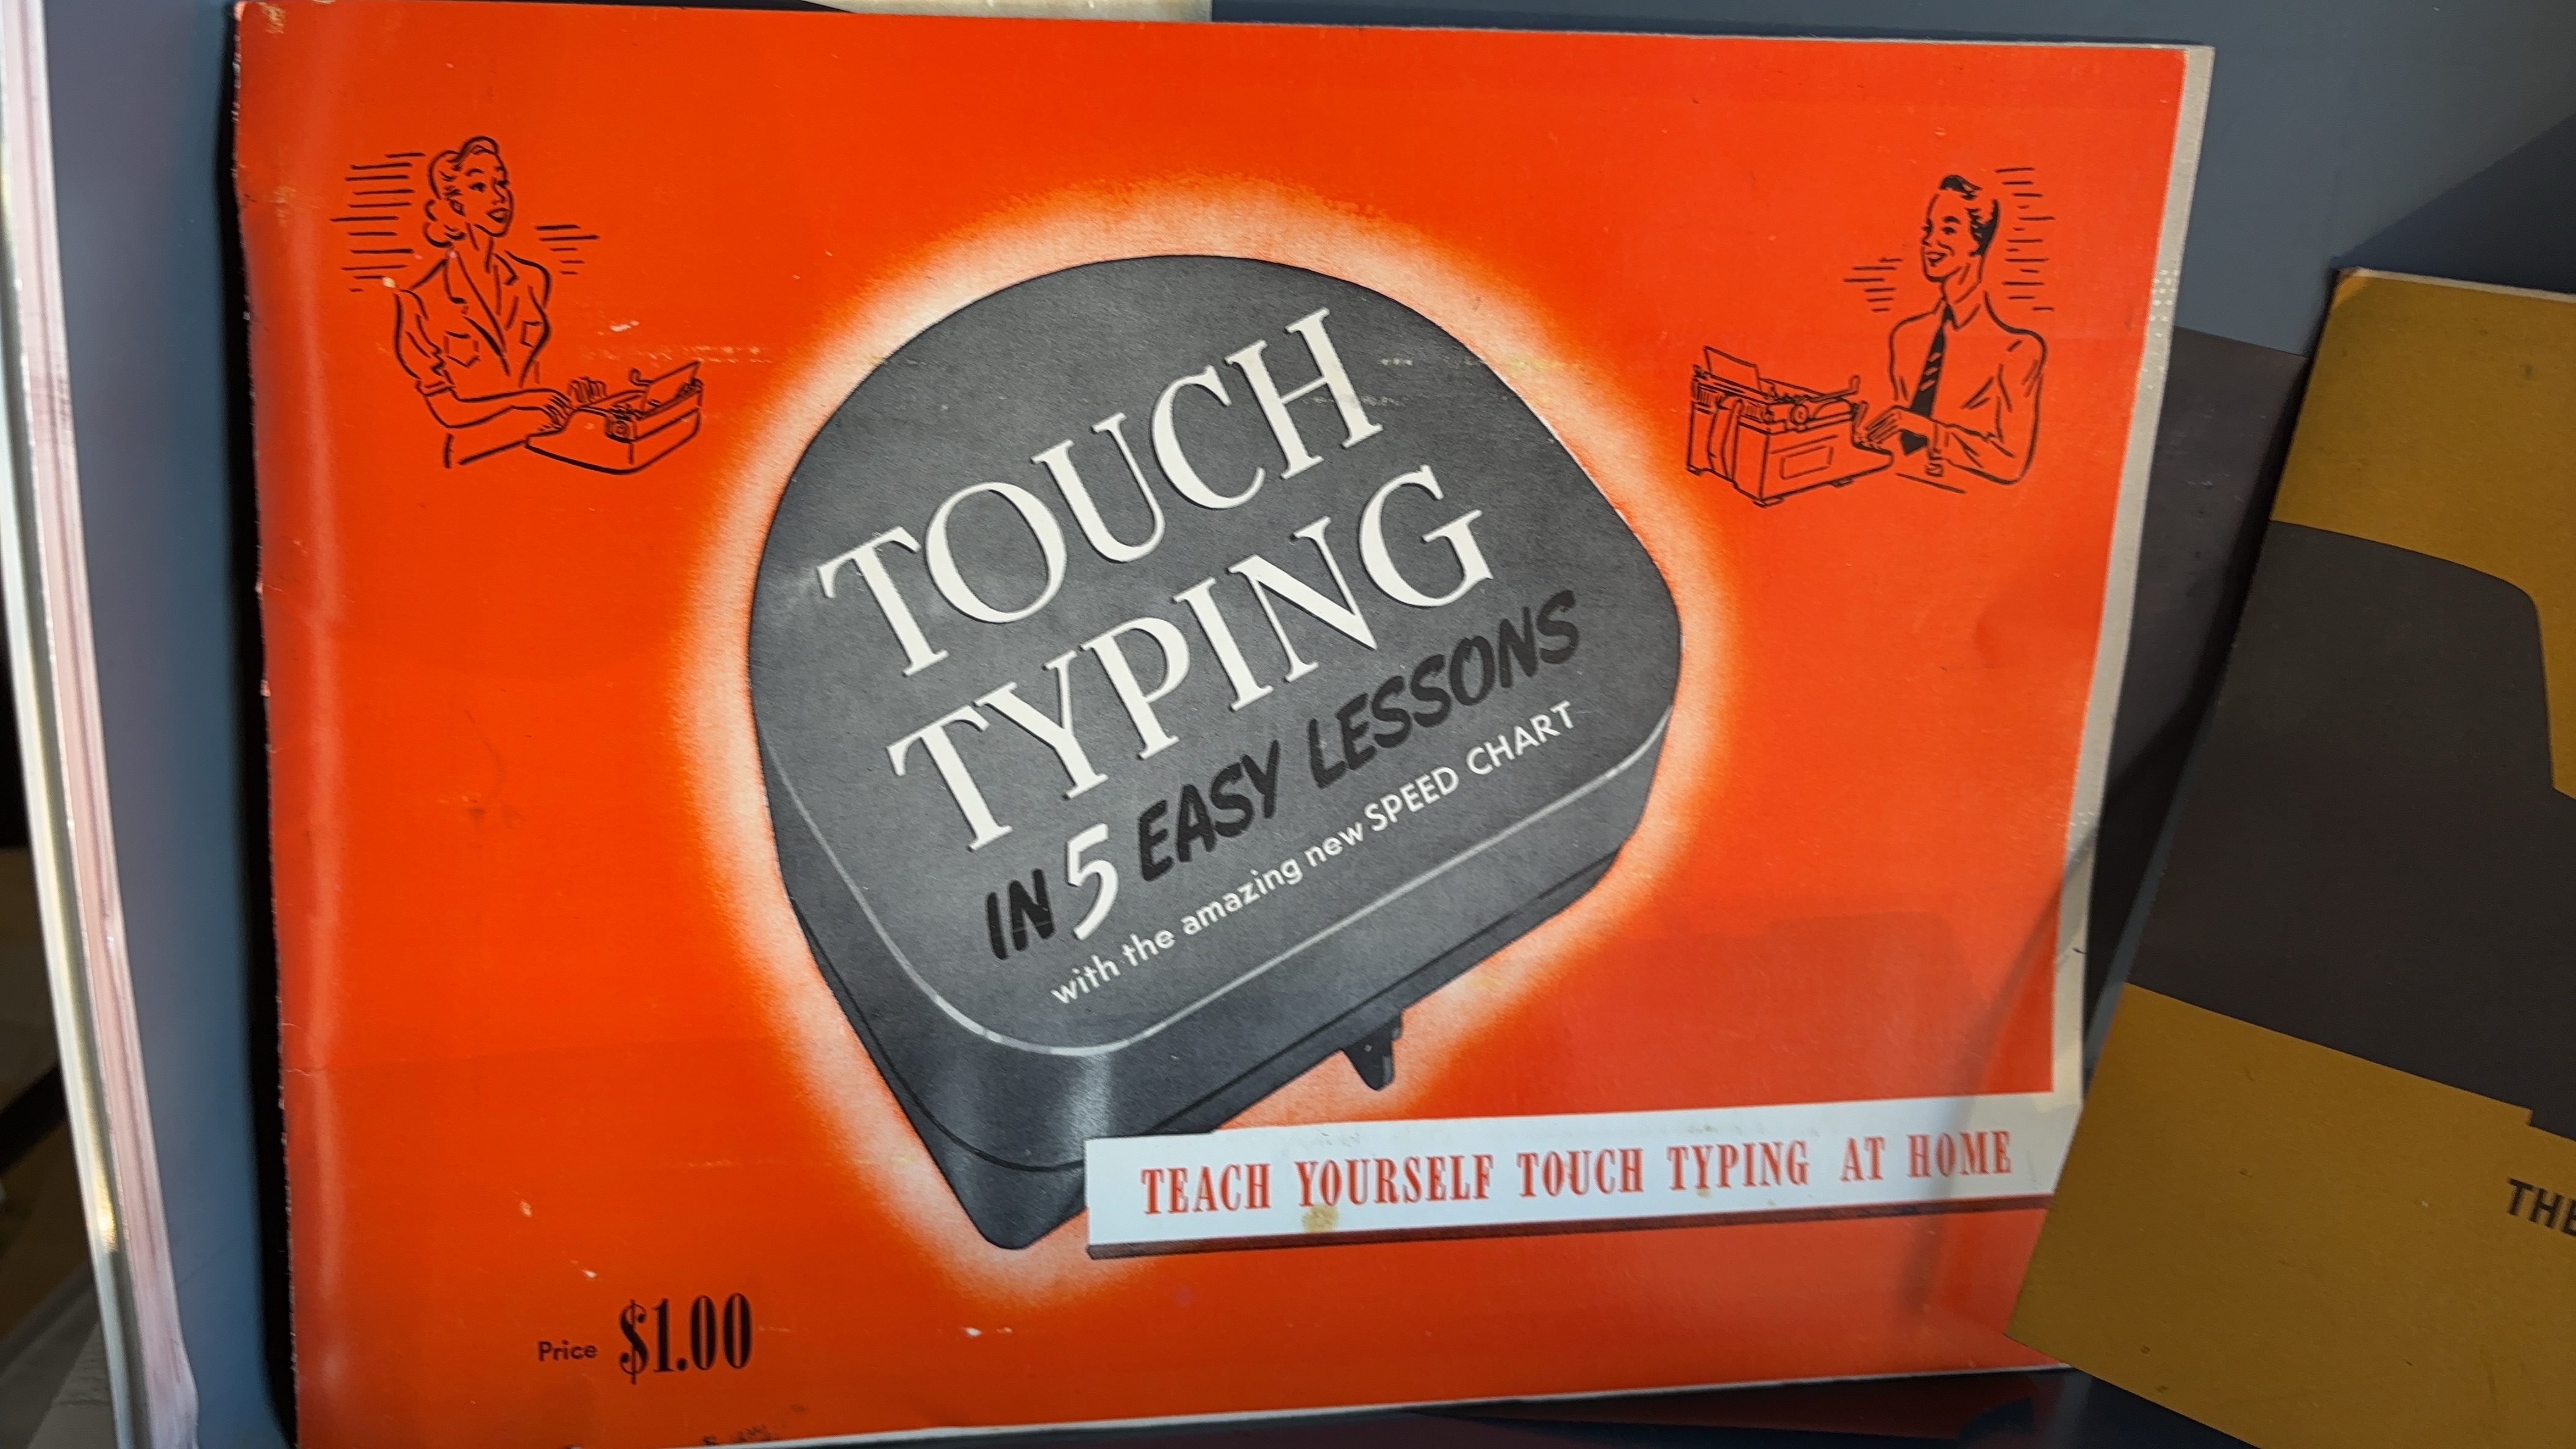 TOUCH
TYPING
IN 5 EASY LESSONS
with the amazing new SPEED CHART
TEACH YOURSELF TOUCH TYPING AT HOME
Price $1.00